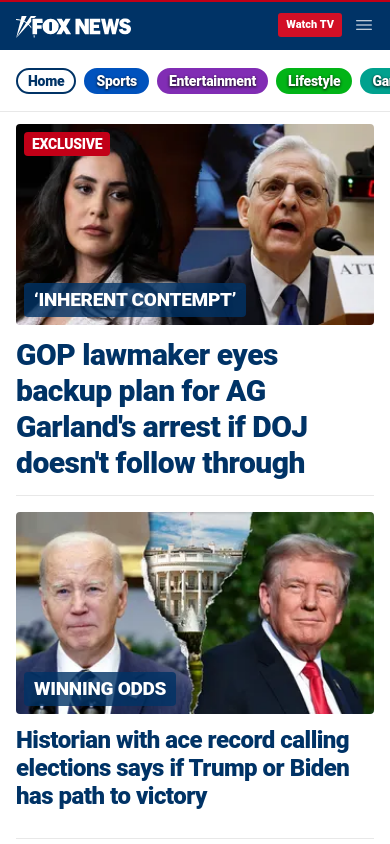 FOX NEWS
Watch TV
Home
Sports
Entertainment
Lifestyle
EXCLUSIVE
ATT
‘INHERENT CONTEMPT’
GOP lawmaker eyes
backup plan for AG
Garland's arrest if DOJ
doesn't follow through
WINNING ODDS
Historian with ace record calling
elections says if Trump or Biden
has path to victory